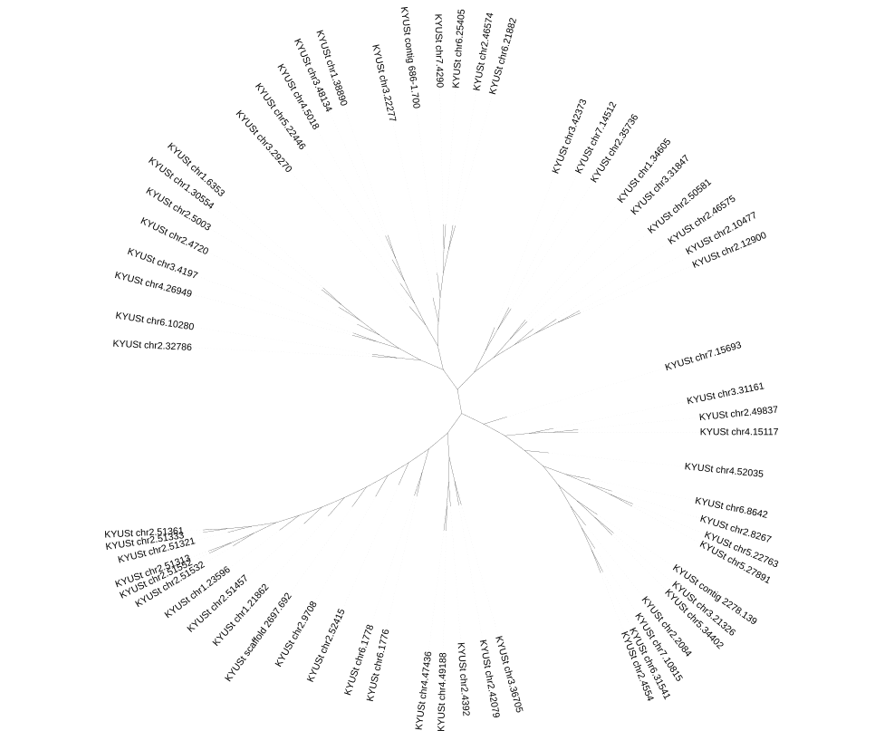 KYUSt contig 686-1.700
KYUSt chr7.4290
KYUSt chr6.25405
KYUSt chr2.46574
KYUSt chr6.21882
KYUSt chr3.42373
KYUSt chr7.14512
KYUSt chr2.35736
KYUSt chr1.34605
KYUSt chr3.31847
KYUSt chr2.50581
KYUSt chr2.46575
KYUSt chr2.10477
KYUSt chr2.12900
KYUSt chr7.15693
KYUSt chr3.31161
KYUSt chr2.49837
KYUSt chr4.15117
KYUSt chr4.52035
KYUSt chr6.8642
KYUSt chr2.8267
KYUSt chr5.22763
KYUSt chr5.27891
KYUSt contig 2278.139
KYUSt chr3.21326
KYUSt chr5.34402
KYUSt chr2.2084
KYUSt chr7.10815
KYUSt chr6.31541
KYUSt chr2.4554
KYUSt chr3.36705
KYUSt chr2.42079
KYUSt chr2.4392
KYUSt chr4.49188
KYUSt chr4.47436
KYUSt chr6.1776
KYUSt chr6.1778
KYUSt chr2.52415
KYUSt chr2.9708
KYUSt scaffold 2697.692
KYUSt chr1.21862
KYUSt chr2.51457
KYUSt chr1.23596
KYUSt chr2.51532
KYUSt chr2.51313
KYUSt chr2.51321
KYUSt chr2.51333
KYUSt chr2.51361
KYUSt chr2.32786
KYUSt chr6.10280
KYUSt chr4.26949
KYUSt chr3.4197
KYUSt chr2.4720
KYUSt chr2.5003
KYUSt chr1.30554
KYUSt chr1.6353
KYUSt chr3.29270
KYUSt chr5.22446
KYUSt chr4.5018
KYUSt chr3.48134
KYUSt chr1.38890
KYUSt chr3.22277